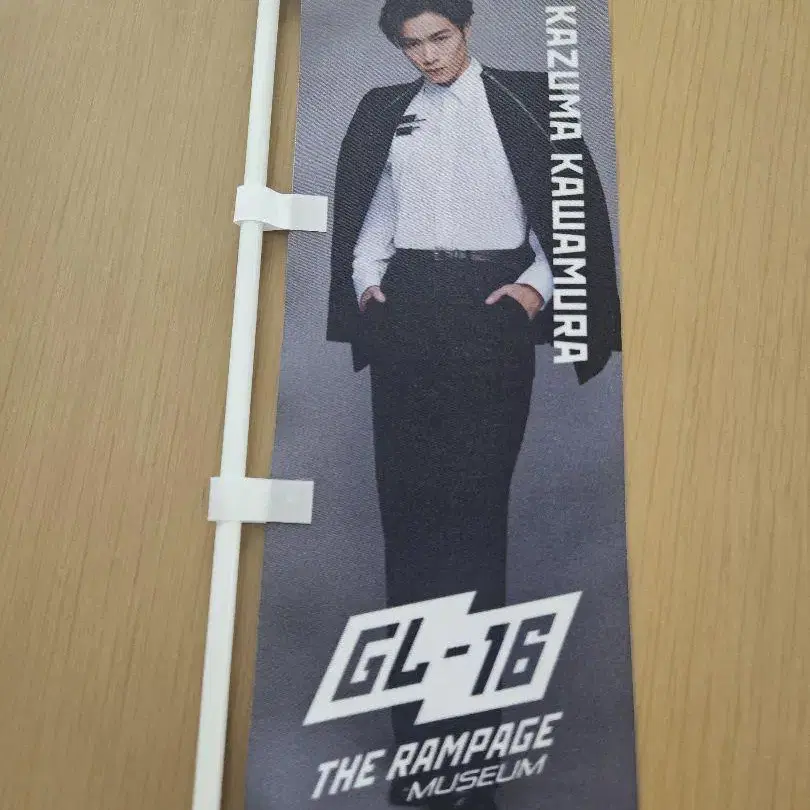 KAZUMA KAWAMURA
GL-16
THE RAMPAGE
MUSEUM